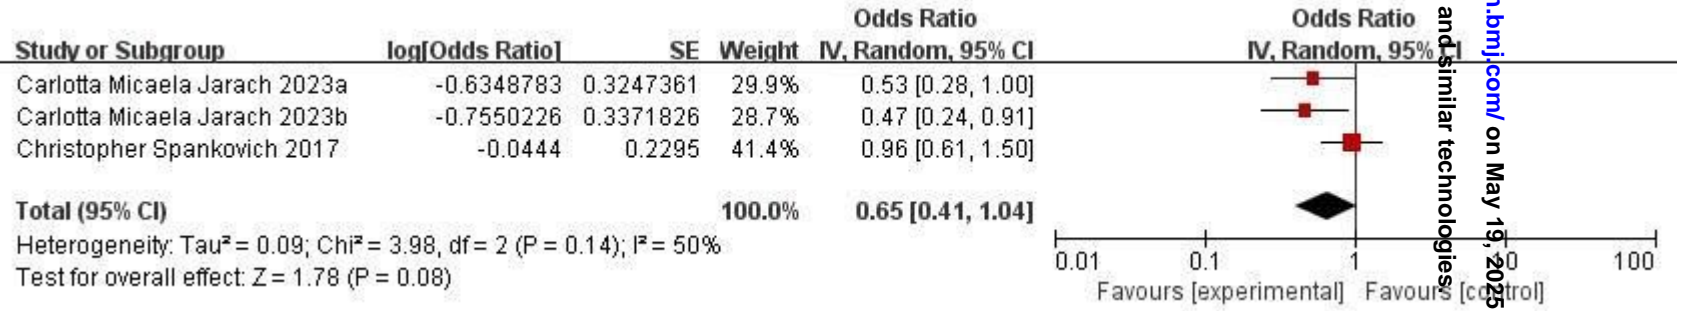 Odds Ratio Odds Ratio
Study or Subgroup log[Odds Ratio] SE Weight IV, Random, 95% CI IV, Random, 95% CI
Carlotta Micaela Jarach 2023a -0.6348783 0.3247361 29.9% 0.53 [0.28, 1.00]
Carlotta Micaela Jarach 2023b -0.7550226 0.3371826 28.7% 0.47 [0.24, 0.91]
Christopher Spankovich 2017 -0.0444 0.2295 41.4% 0.96 [0.61, 1.50]
Total (95% CI) 100.0% 0.65 [0.41, 1.04]
Heterogeneity: Tau² = 0.09; Chi² = 3.98, df = 2 (P = 0.14); I² = 50%
Test for overall effect: Z = 1.78 (P = 0.08)
0.01 0.1 1 10 100
Favours [experimental] Favours [control]
n.bmj.com/ on May 19, 2025
and similar technologies.